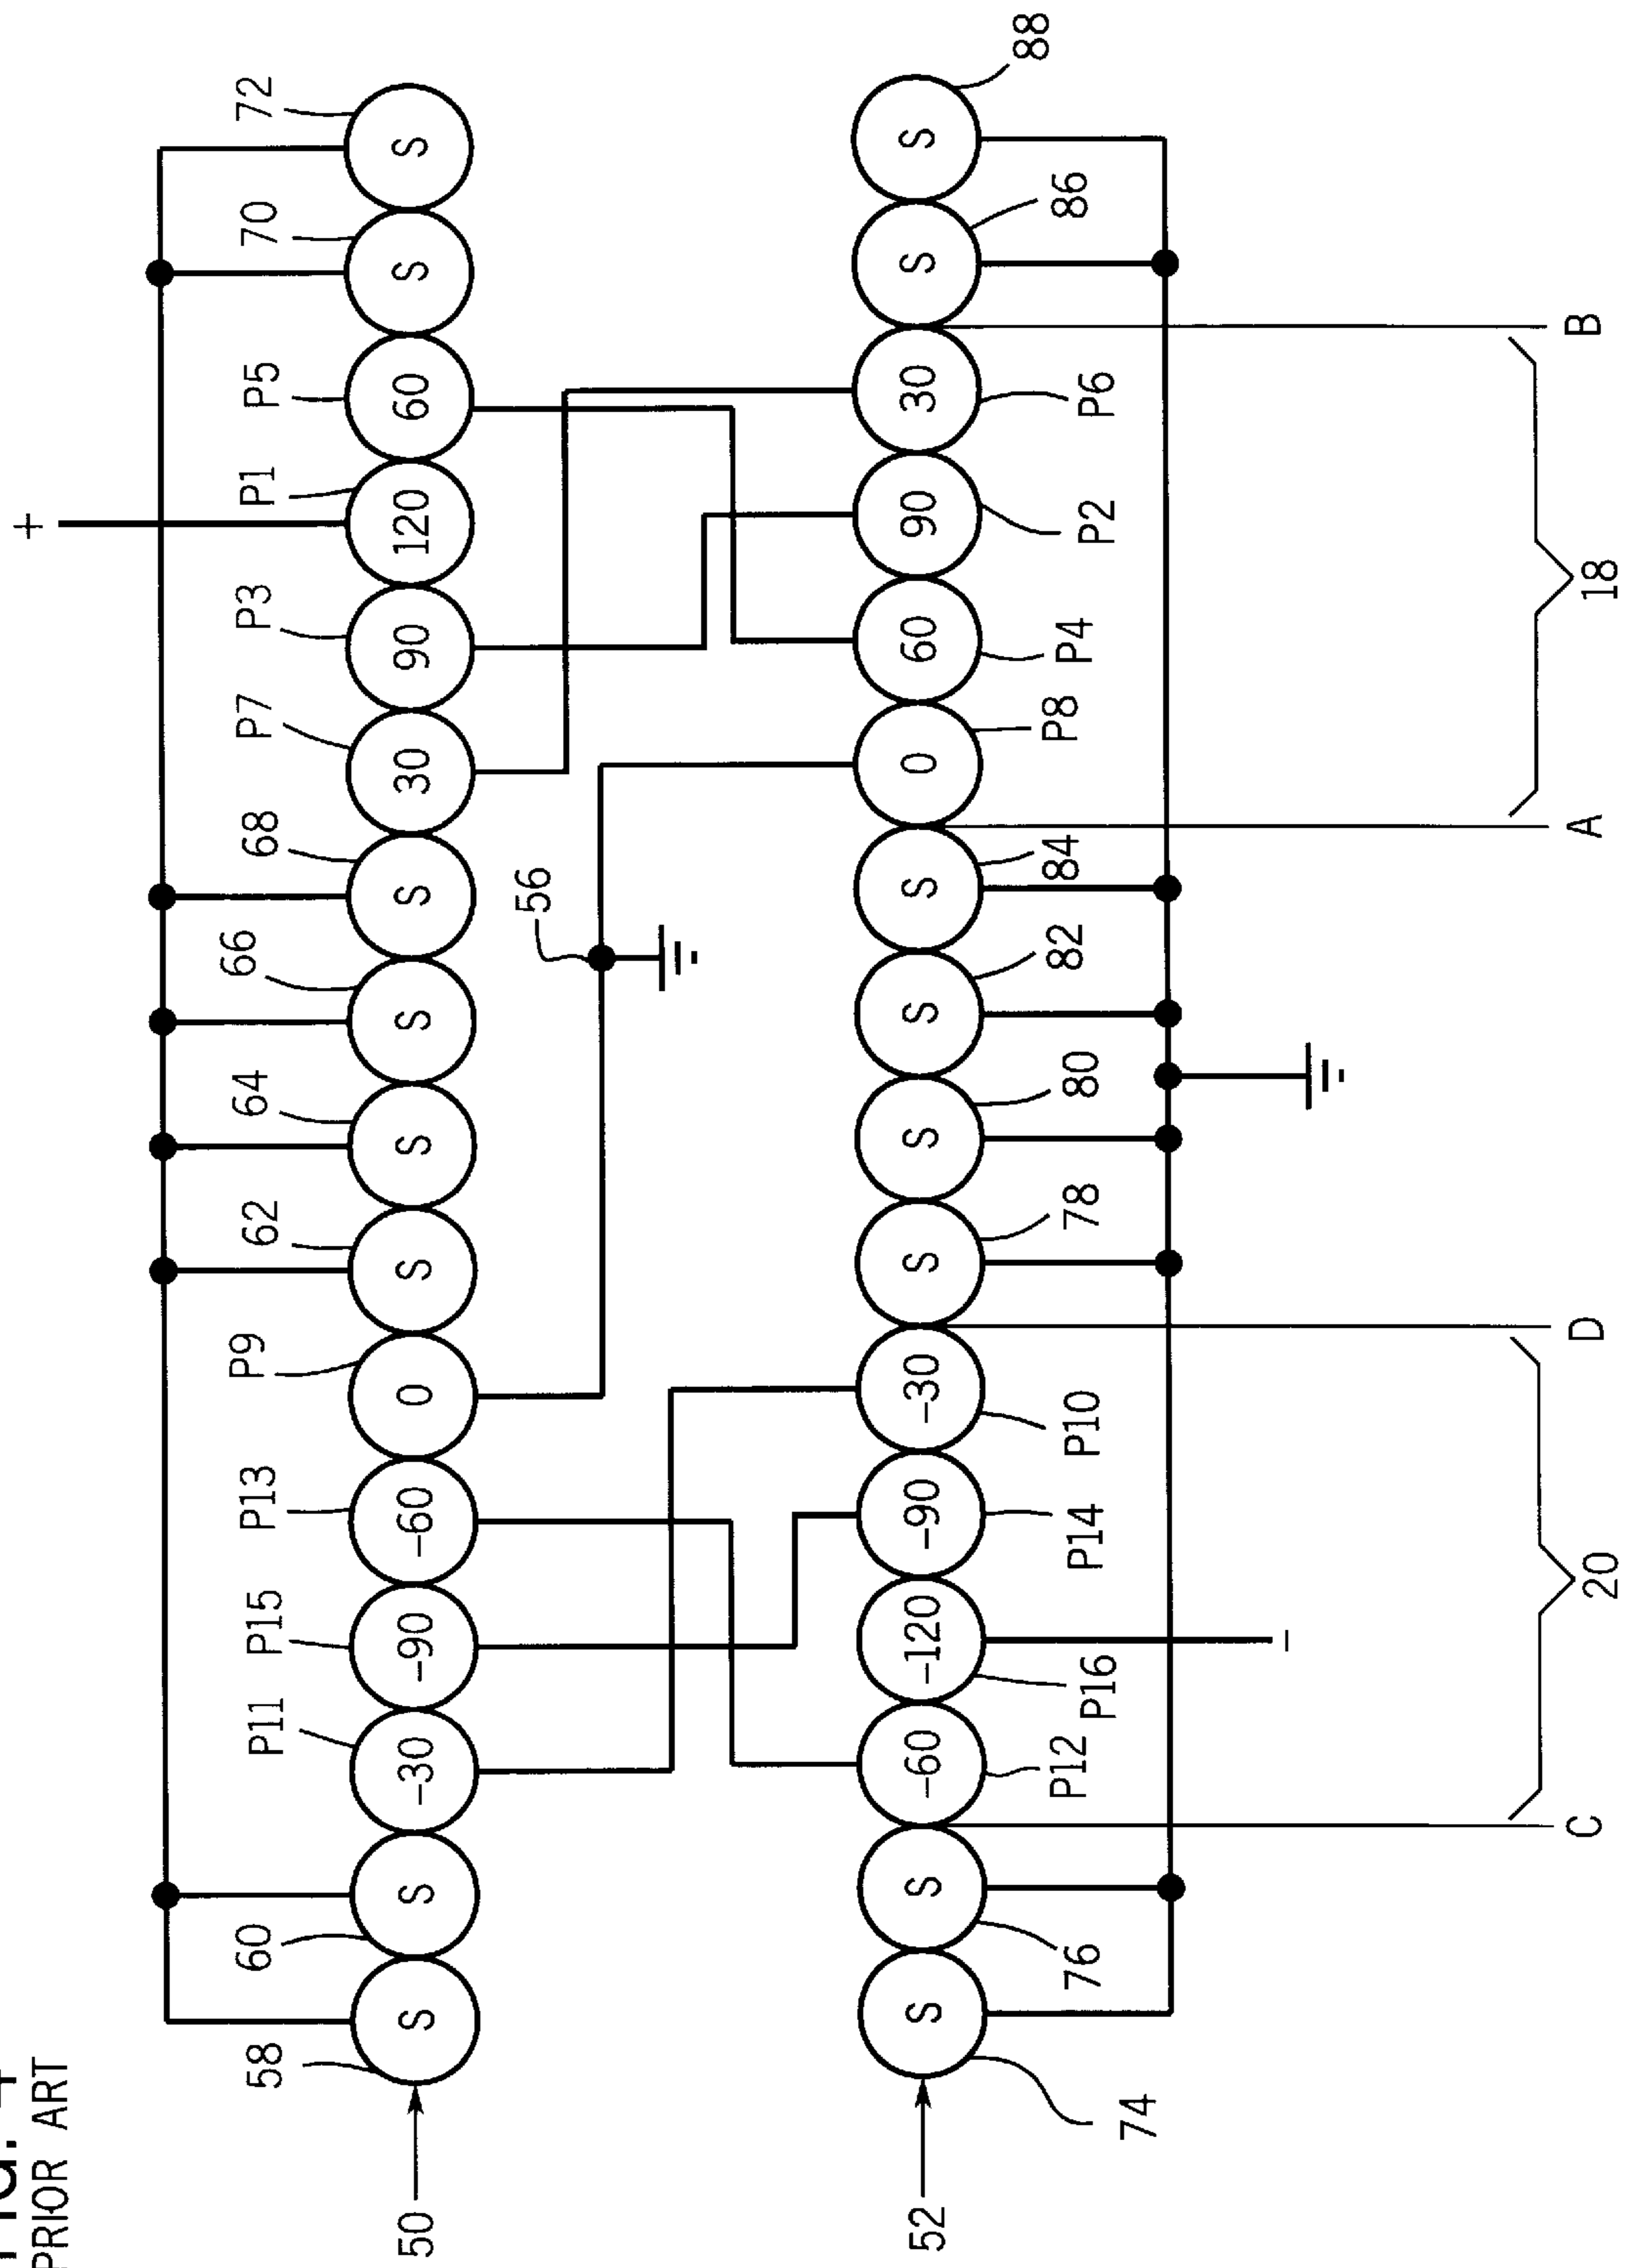 PRIOR ART
+
58 60 P11 P15 P13 P9 62 64 66 68 P7 P3 P1 P5 70 72
50 S S -30 -90 -60 0 S S S S 30 90 120 60 S S
56
52 S S -60 -120 -90 -30 S S S S 0 60 90 30 S S
74 76 P12 P16 P14 P10 78 80 82 84 P8 P4 P2 P6 86 88
–
C D A B
20 18